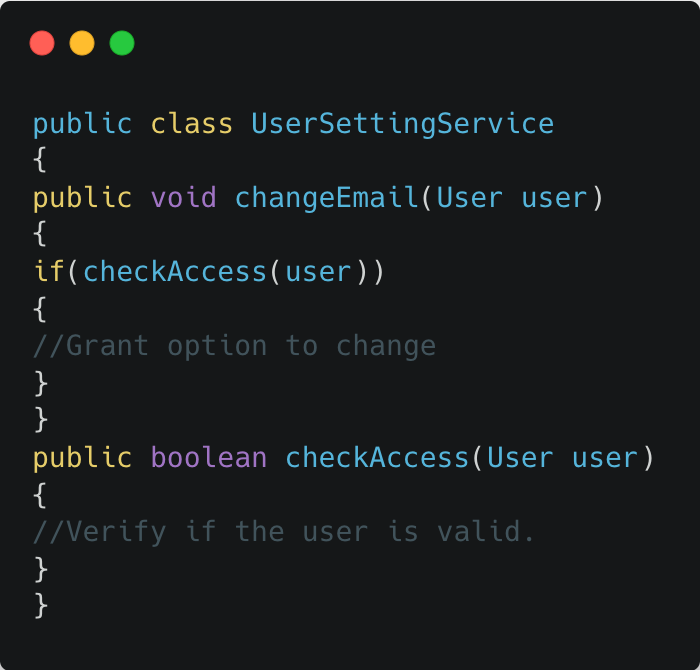 public class UserSettingService
{
public void changeEmail(User user)
{
if(checkAccess(user))
{
//Grant option to change
}
}
public boolean checkAccess(User user)
{
//Verify if the user is valid.
}
}